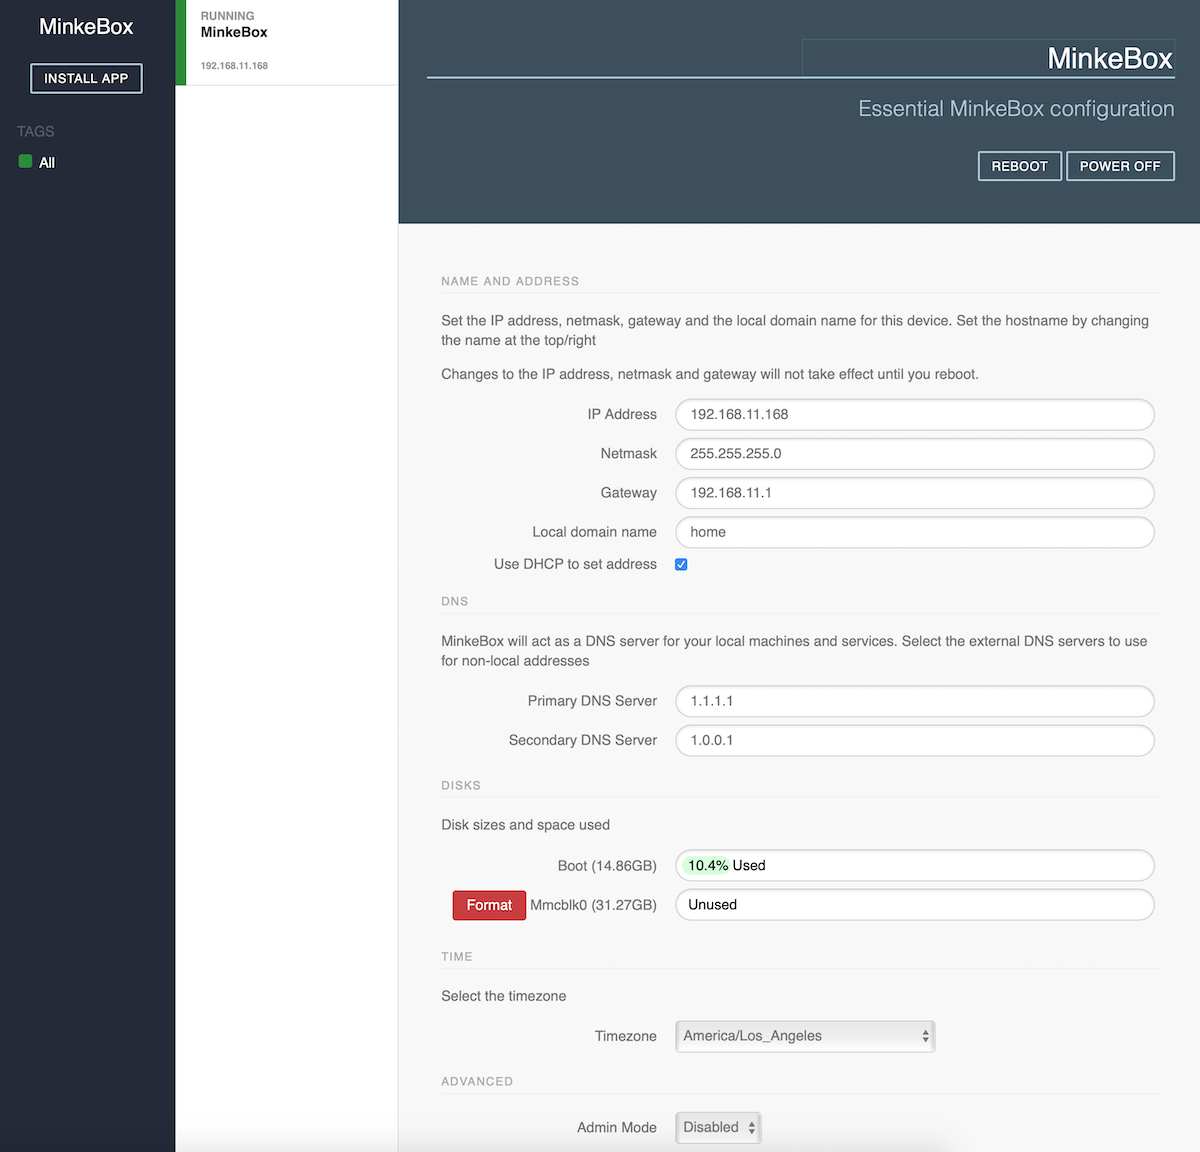 MinkeBox
INSTALL APP
TAGS
All
RUNNING
MinkeBox
192.168.11.168
MinkeBox
Essential MinkeBox configuration
REBOOT POWER OFF
NAME AND ADDRESS
Set the IP address, netmask, gateway and the local domain name for this device. Set the hostname by changing
the name at the top/right
Changes to the IP address, netmask and gateway will not take effect until you reboot.
IP Address 192.168.11.168
Netmask 255.255.255.0
Gateway 192.168.11.1
Local domain name home
Use DHCP to set address
DNS
MinkeBox will act as a DNS server for your local machines and services. Select the external DNS servers to use
for non-local addresses
Primary DNS Server 1.1.1.1
Secondary DNS Server 1.0.0.1
DISKS
Disk sizes and space used
Boot (14.86GB) 10.4% Used
Format Mmcblk0 (31.27GB) Unused
TIME
Select the timezone
Timezone America/Los_Angeles
ADVANCED
Admin Mode Disabled